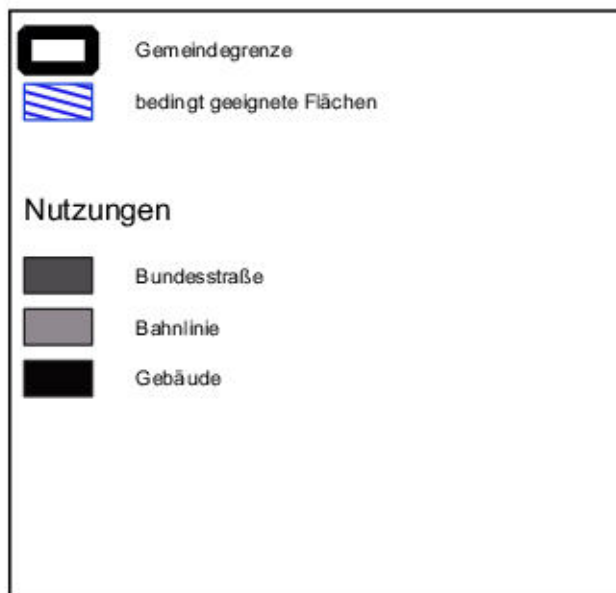 Gemeindegrenze
bedingt geeignete Flächen
Nutzungen
Bundesstraße
Bahnlinie
Gebäude